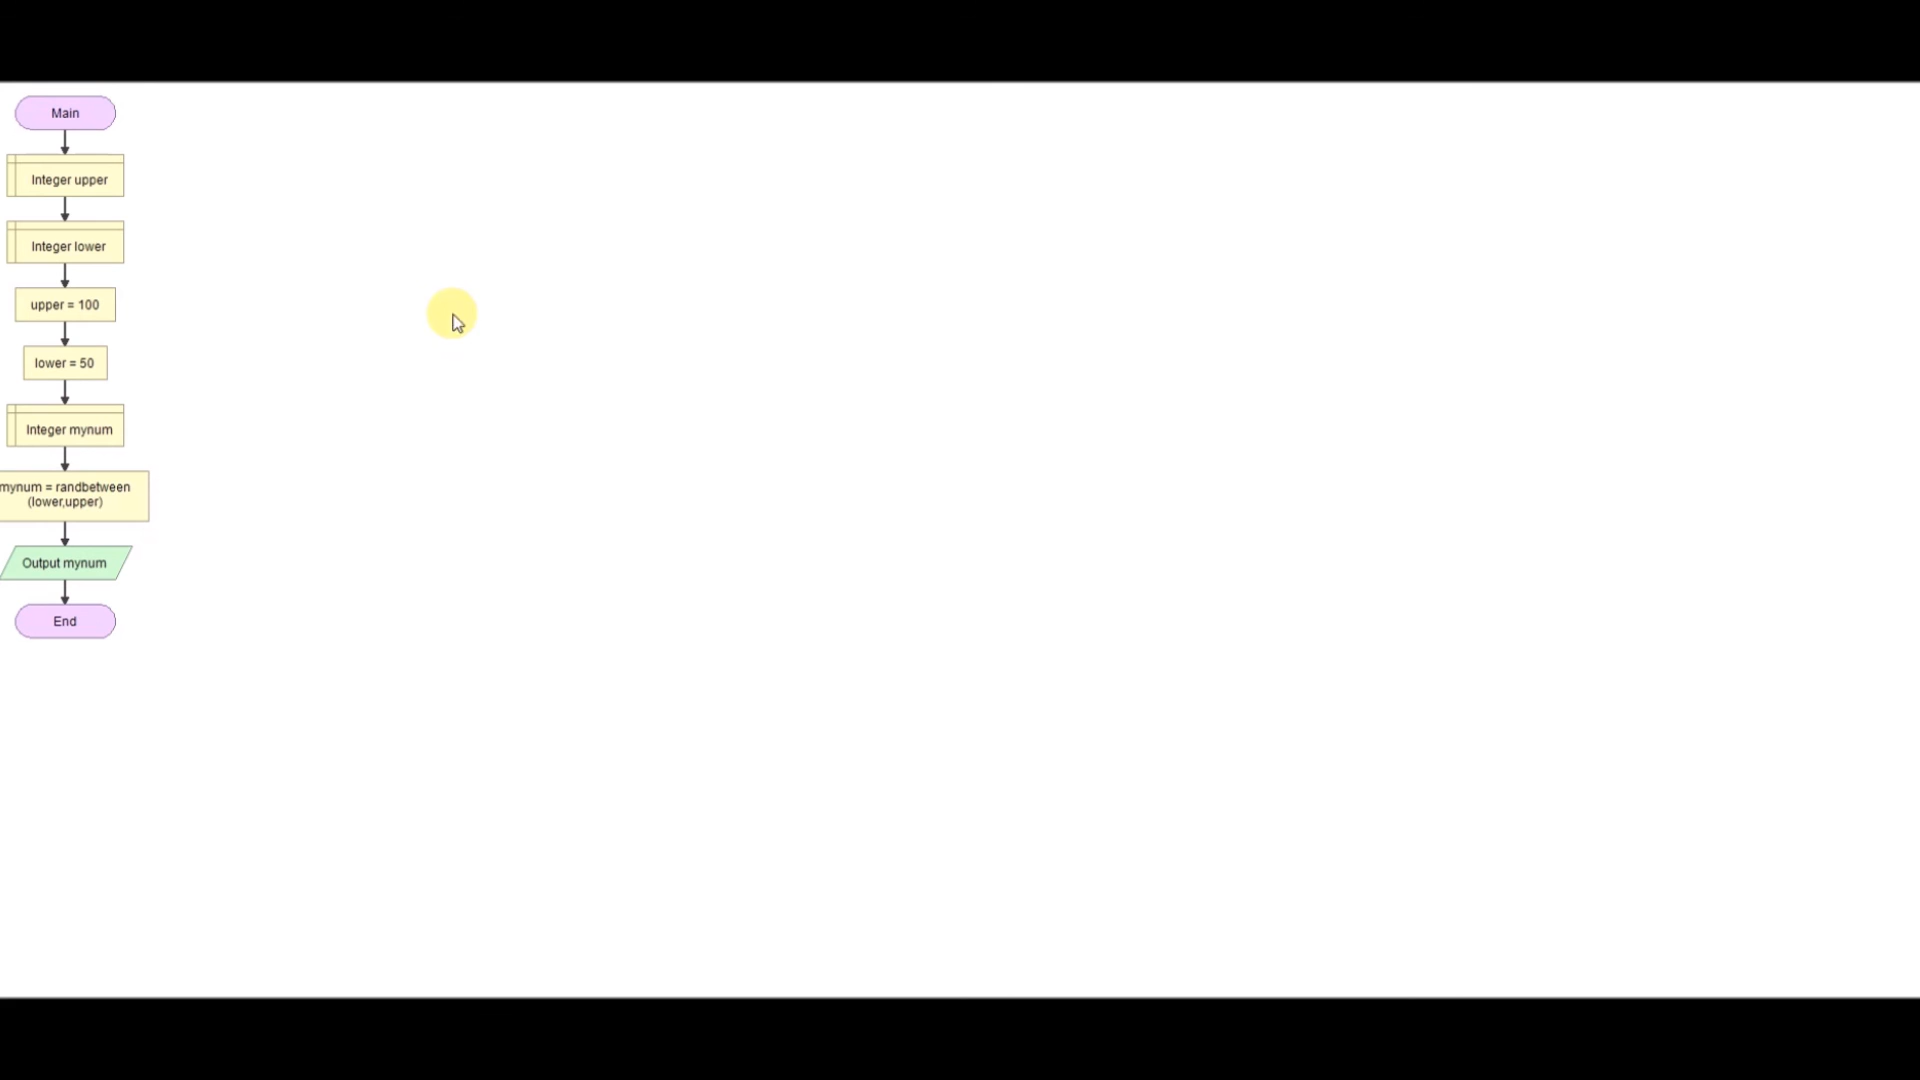 Main
Integer upper
Integer lower
upper = 100
lower = 50
Integer mynum
mynum = randbetween
(lower,upper)
Output mynum
End